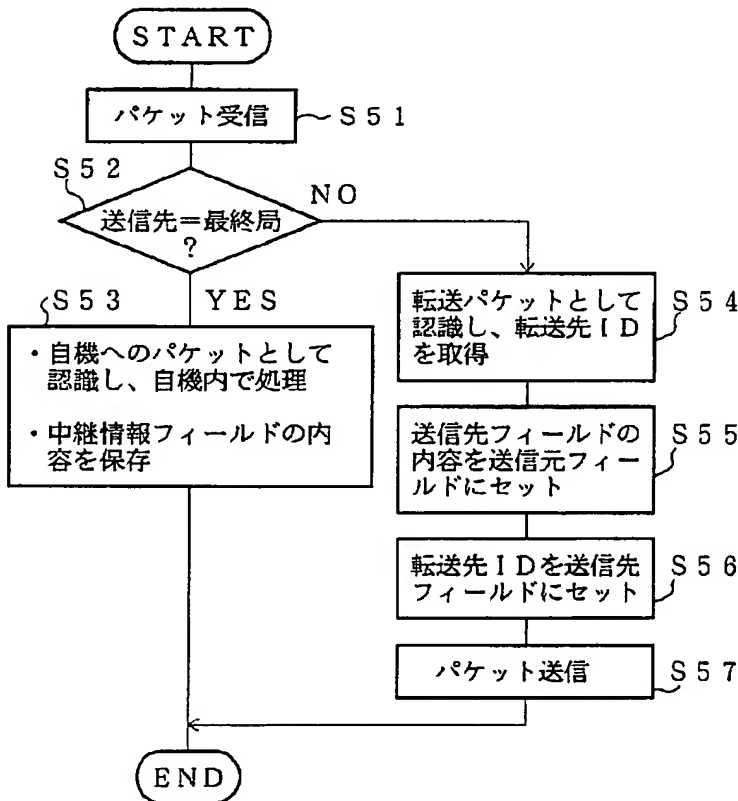 START
パケット受信
S51
S52
送信先＝最終局
?
NO
YES
S53
・自機へのパケットとして
認識し、自機内で処理
・中継情報フィールドの内
容を保存
転送パケットとして
認識し、転送先ID
を取得
S54
送信先フィールドの
内容を送信元フィー
ルドにセット
S55
転送先IDを送信先
フィールドにセット
S56
パケット送信
S57
END